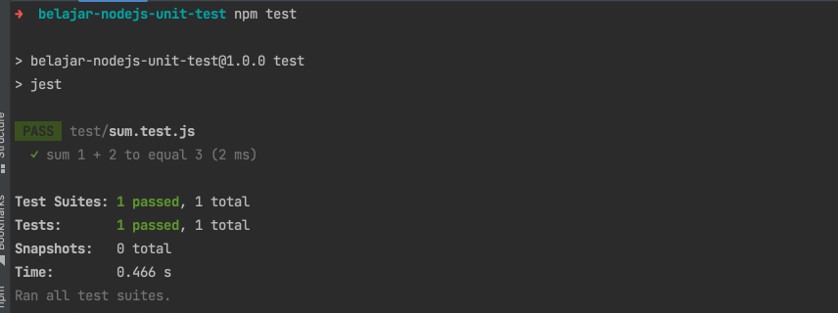 ➜ belajar-nodejs-unit-test npm test
> belajar-nodejs-unit-test@1.0.0 test
> jest
PASS test/sum.test.js
✓ sum 1 + 2 to equal 3 (2 ms)
Test Suites: 1 passed, 1 total
Tests: 1 passed, 1 total
Snapshots: 0 total
Time: 0.466 s
Ran all test suites.
Structure
Bookmarks
npm